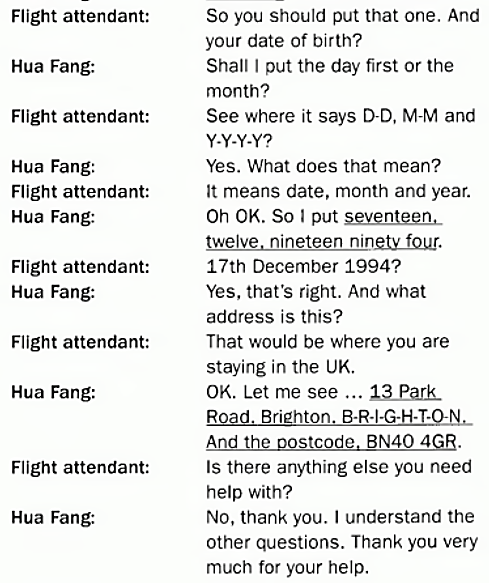 Flight attendant: So you should put that one. And
your date of birth?
Hua Fang: Shall I put the day first or the
month?
Flight attendant: See where it says D-D, M-M and
Y-Y-Y-Y?
Hua Fang: Yes. What does that mean?
Flight attendant: It means date, month and year.
Hua Fang: Oh OK. So I put seventeen,
twelve, nineteen ninety four.
Flight attendant: 17th December 1994?
Hua Fang: Yes, that's right. And what
address is this?
Flight attendant: That would be where you are
staying in the UK.
Hua Fang: OK. Let me see ... 13 Park
Road, Brighton, B-R-I-G-H-T-O-N.
And the postcode, BN40 4GR.
Flight attendant: Is there anything else you need
help with?
Hua Fang: No, thank you. I understand the
other questions. Thank you very
much for your help.